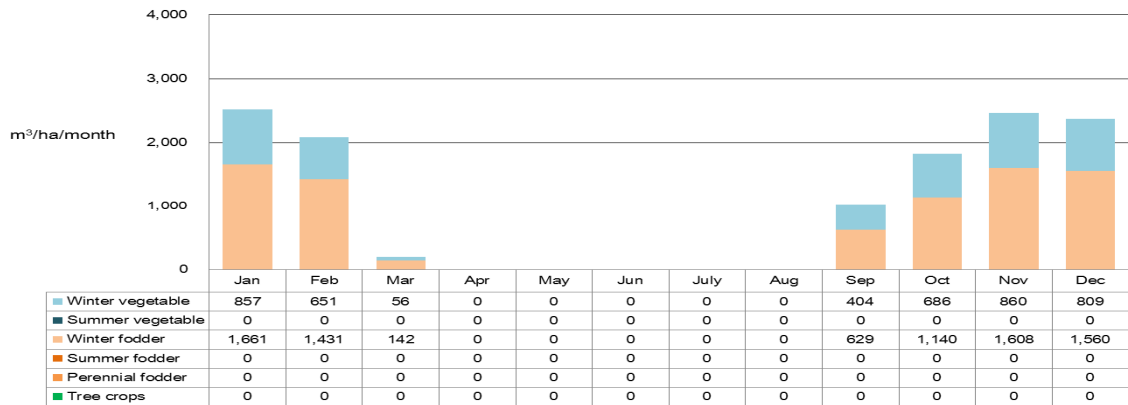 4,000
3,000
m³/ha/month
2,000
1,000
0
Jan Feb Mar Apr May Jun July Aug Sep Oct Nov Dec
Winter vegetable 857 651 56 0 0 0 0 0 404 686 860 809
Summer vegetable 0 0 0 0 0 0 0 0 0 0 0 0
Winter fodder 1,661 1,431 142 0 0 0 0 0 629 1,140 1,608 1,560
Summer fodder 0 0 0 0 0 0 0 0 0 0 0 0
Perennial fodder 0 0 0 0 0 0 0 0 0 0 0 0
Tree crops 0 0 0 0 0 0 0 0 0 0 0 0